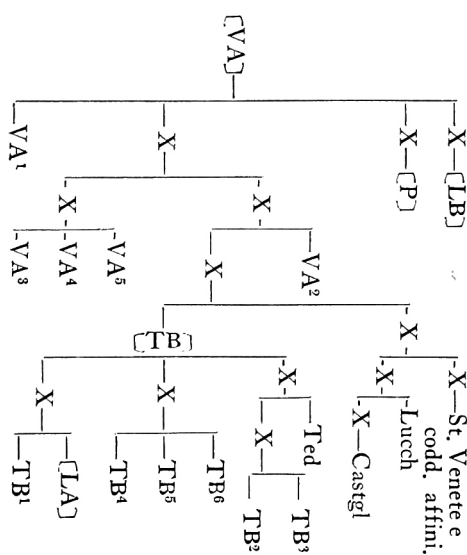 X—[LB] X—St. Venete e
codd. affini.
X—[P] X Lucch
X
X—Castgl
VA² X Ted TB³
X X TB²
X TB⁶
[VA]
X [TB] X TB⁵
VA⁵ TB⁴
X VA⁴ [LA]
X
VA¹ VA³ TB¹